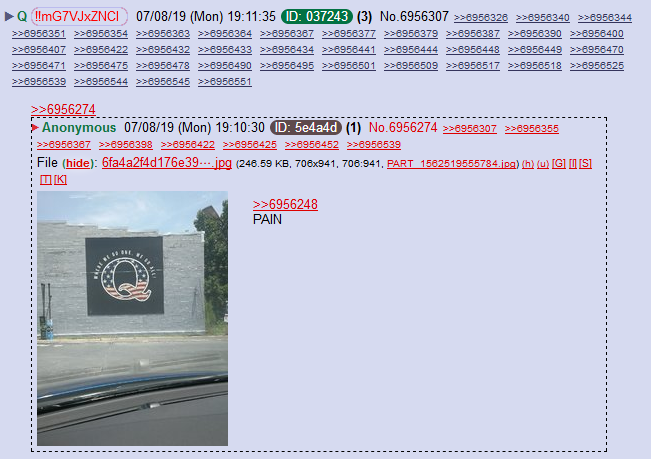 Q !!mG7VJxZNCI 07/08/19 (Mon) 19:11:35 ID: 037243 (3) No.6956307 >>6956326 >>6956340 >>6956344
>>6956351 >>6956354 >>6956363 >>6956364 >>6956367 >>6956377 >>6956379 >>6956387 >>6956390 >>6956400
>>6956407 >>6956422 >>6956432 >>6956433 >>6956434 >>6956441 >>6956444 >>6956448 >>6956449 >>6956470
>>6956471 >>6956475 >>6956478 >>6956490 >>6956495 >>6956501 >>6956509 >>6956517 >>6956518 >>6956525
>>6956539 >>6956544 >>6956545 >>6956551
>>6956274
Anonymous 07/08/19 (Mon) 19:10:30 ID: 5e4a4d (1) No.6956274 >>6956307 >>6956355
>>6956367 >>6956398 >>6956422 >>6956425 >>6956452 >>6956539
File (hide): 6fa4a2f4d176e39⋯.jpg (246.59 KB, 706x941, 706:941, PART_1562519555784.jpg) (h) (u) [G] [I] [S]
[T] [K]
>>6956248
PAIN
WHERE WE GO ONE, WE GO ALL!
Q